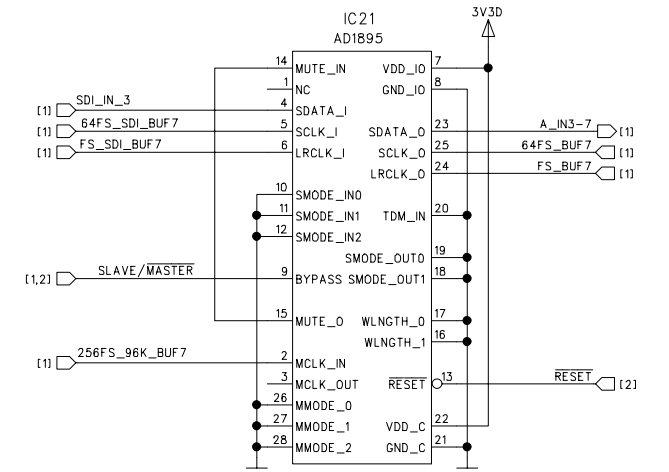 3V3D
IC21
AD1895
14 MUTE_IN VDD_IO 7
1 NC GND_IO 8
[1] SDI_IN_3 4 SDATA_I
[1] 64FS_SDI_BUF7 5 SCLK_I SDATA_O 23 A_IN3-7 [1]
[1] FS_SDI_BUF7 6 LRCLK_I SCLK_O 25 64FS_BUF7 [1]
LRCLK_O 24 FS_BUF7 [1]
10 SMODE_IN0
11 SMODE_IN1 TDM_IN 20
12 SMODE_IN2
SMODE_OUT0 19
[1,2] SLAVE/MASTER 9 BYPASS SMODE_OUT1 18
15 MUTE_O WLNGTH_0 17
WLNGTH_1 16
[1] 256FS_96K_BUF7 2 MCLK_IN
3 MCLK_OUT RESET 13 RESET [2]
26 MMODE_0
27 MMODE_1 VDD_C 22
28 MMODE_2 GND_C 21